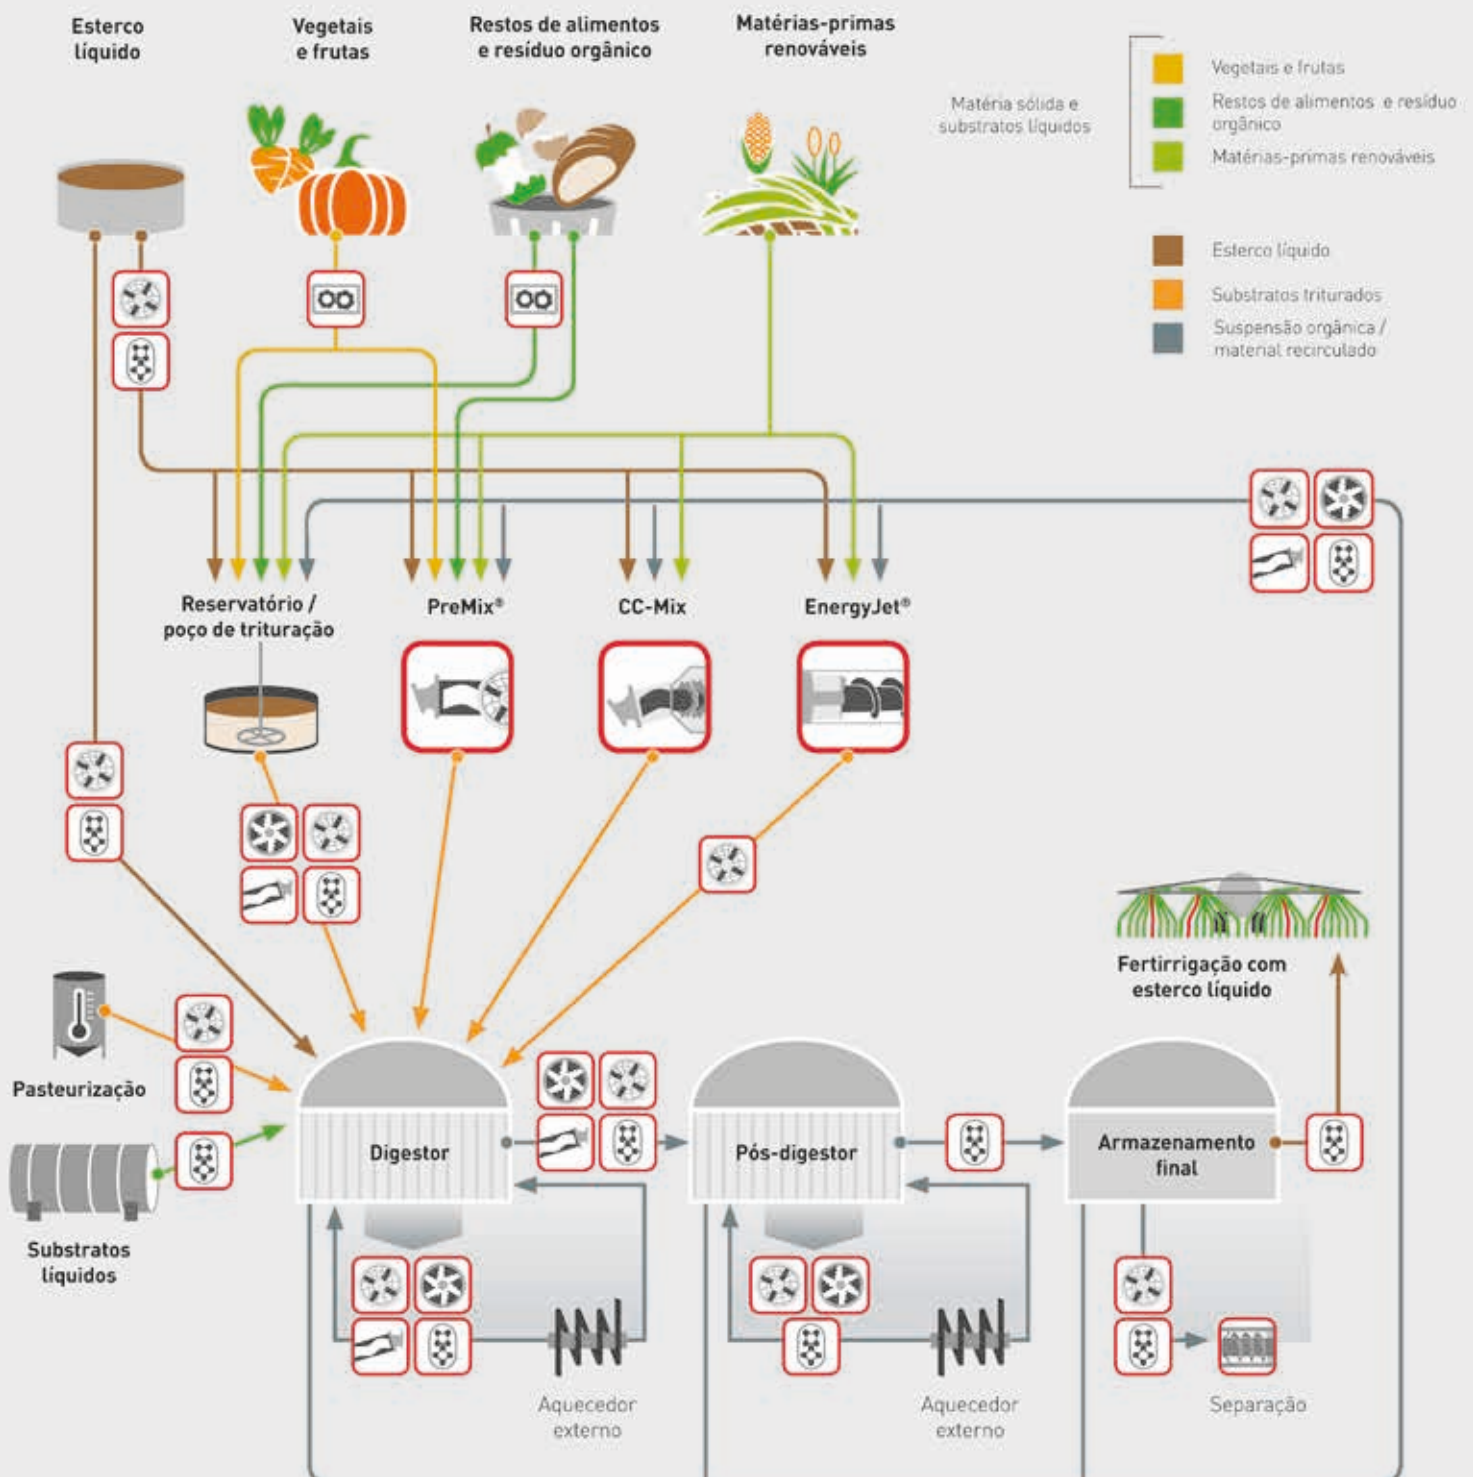 Esterco
líquido
Vegetais
e frutas
Restos de alimentos
e resíduo orgânico
Matérias-primas
renováveis
Matéria sólida e
substratos líquidos
Vegetais e frutas
Restos de alimentos e resíduo
orgânico
Matérias-primas renováveis
Esterco líquido
Substratos triturados
Suspensão orgânica /
material recirculado
Reservatório /
poço de trituração
PreMix®
CC-Mix
EnergyJet®
Fertirrigação com
esterco líquido
Pasteurização
Digestor
Pós-digestor
Armazenamento
final
Substratos
líquidos
Aquecedor
externo
Aquecedor
externo
Separação